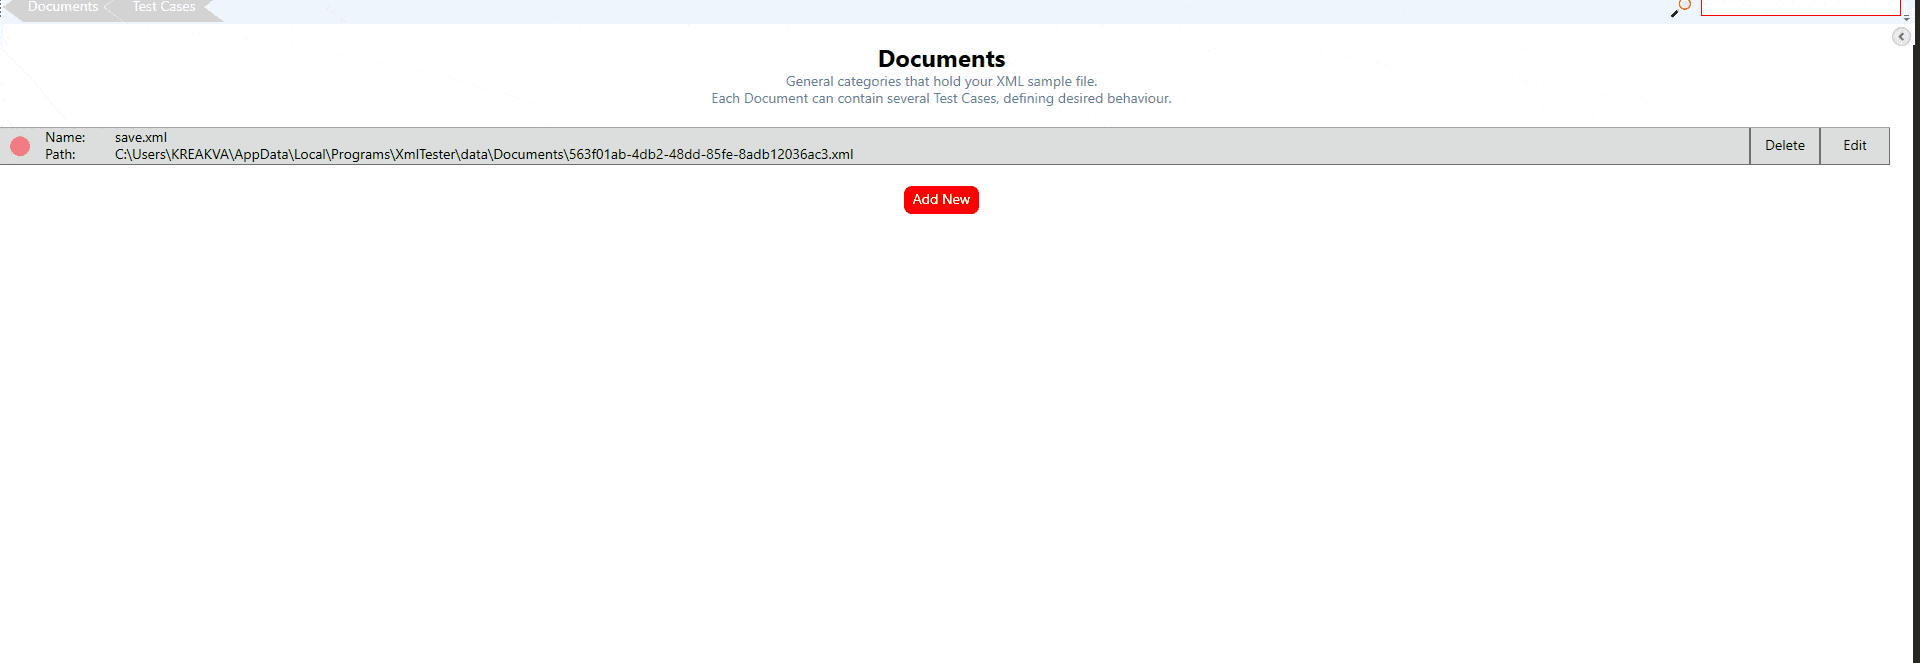 Documents
Test Cases
Documents
General categories that hold your XML sample file.
Each Document can contain several Test Cases, defining desired behaviour.
Name: save.xml
Path: C:\Users\KREAKVA\AppData\Local\Programs\XmlTester\data\Documents\563f01ab-4db2-48dd-85fe-8adb12036ac3.xml
Delete
Edit
Add New